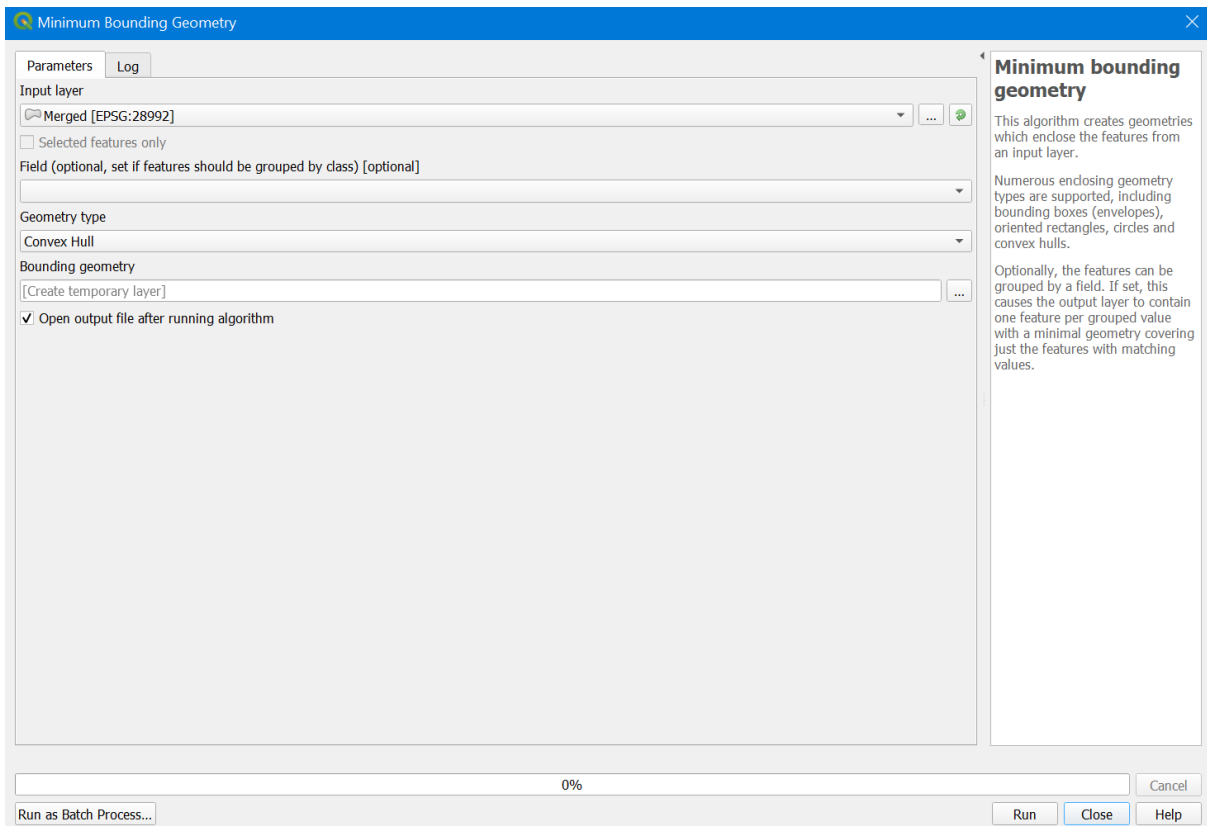 Minimum Bounding Geometry
Parameters
Log
Input layer
Merged [EPSG:28992]
...
Selected features only
Field (optional, set if features should be grouped by class) [optional]
Geometry type
Convex Hull
Bounding geometry
[Create temporary layer]
...
Open output file after running algorithm
Minimum bounding
geometry
This algorithm creates geometries
which enclose the features from
an input layer.
Numerous enclosing geometry
types are supported, including
bounding boxes (envelopes),
oriented rectangles, circles and
convex hulls.
Optionally, the features can be
grouped by a field. If set, this
causes the output layer to contain
one feature per grouped value
with a minimal geometry covering
just the features with matching
values.
0%
Cancel
Run as Batch Process...
Run
Close
Help